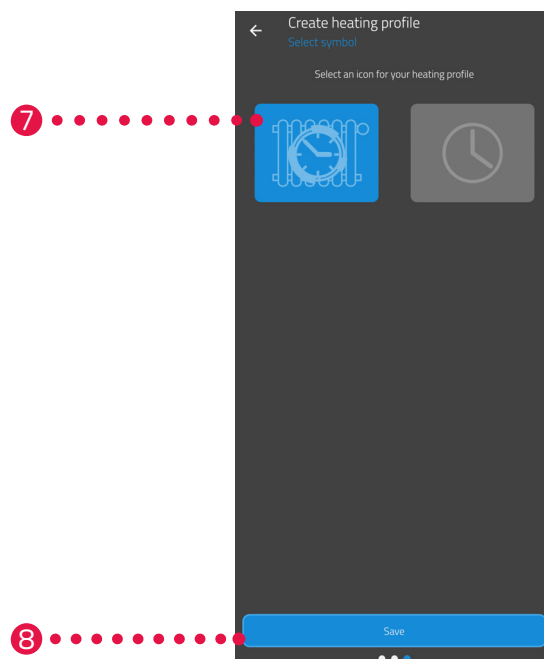 Create heating profile
Select symbol
Select an icon for your heating profile
7
8
Save